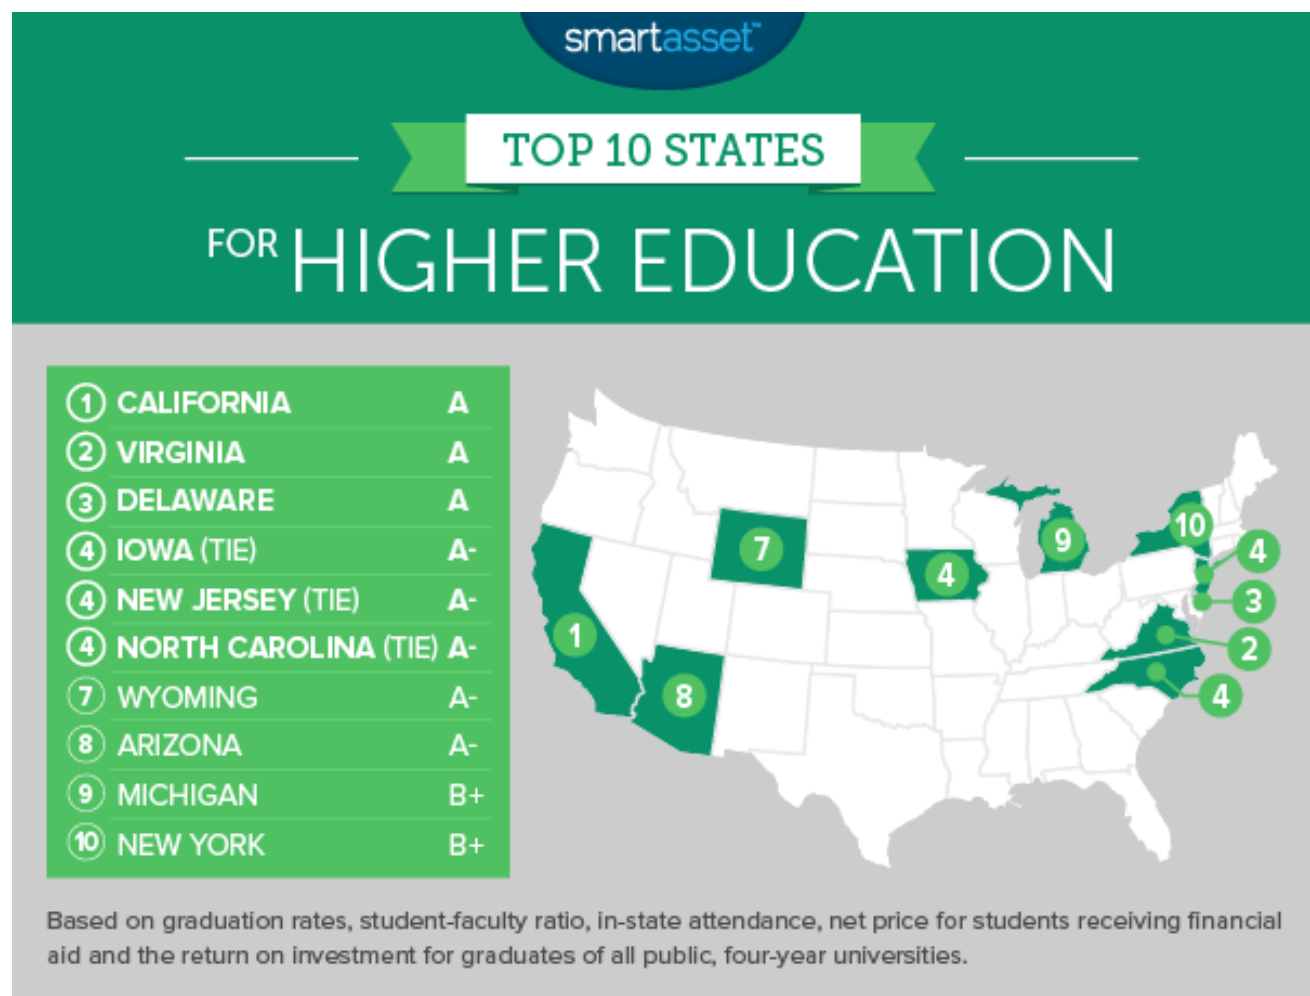 smartasset™
TOP 10 STATES
FOR HIGHER EDUCATION
1 CALIFORNIA A
2 VIRGINIA A
3 DELAWARE A
4 IOWA (TIE) A-
4 NEW JERSEY (TIE) A-
4 NORTH CAROLINA (TIE) A-
7 WYOMING A-
8 ARIZONA A-
9 MICHIGAN B+
10 NEW YORK B+
10
9
4
7
4
3
1
2
8
4
Based on graduation rates, student-faculty ratio, in-state attendance, net price for students receiving financial
aid and the return on investment for graduates of all public, four-year universities.